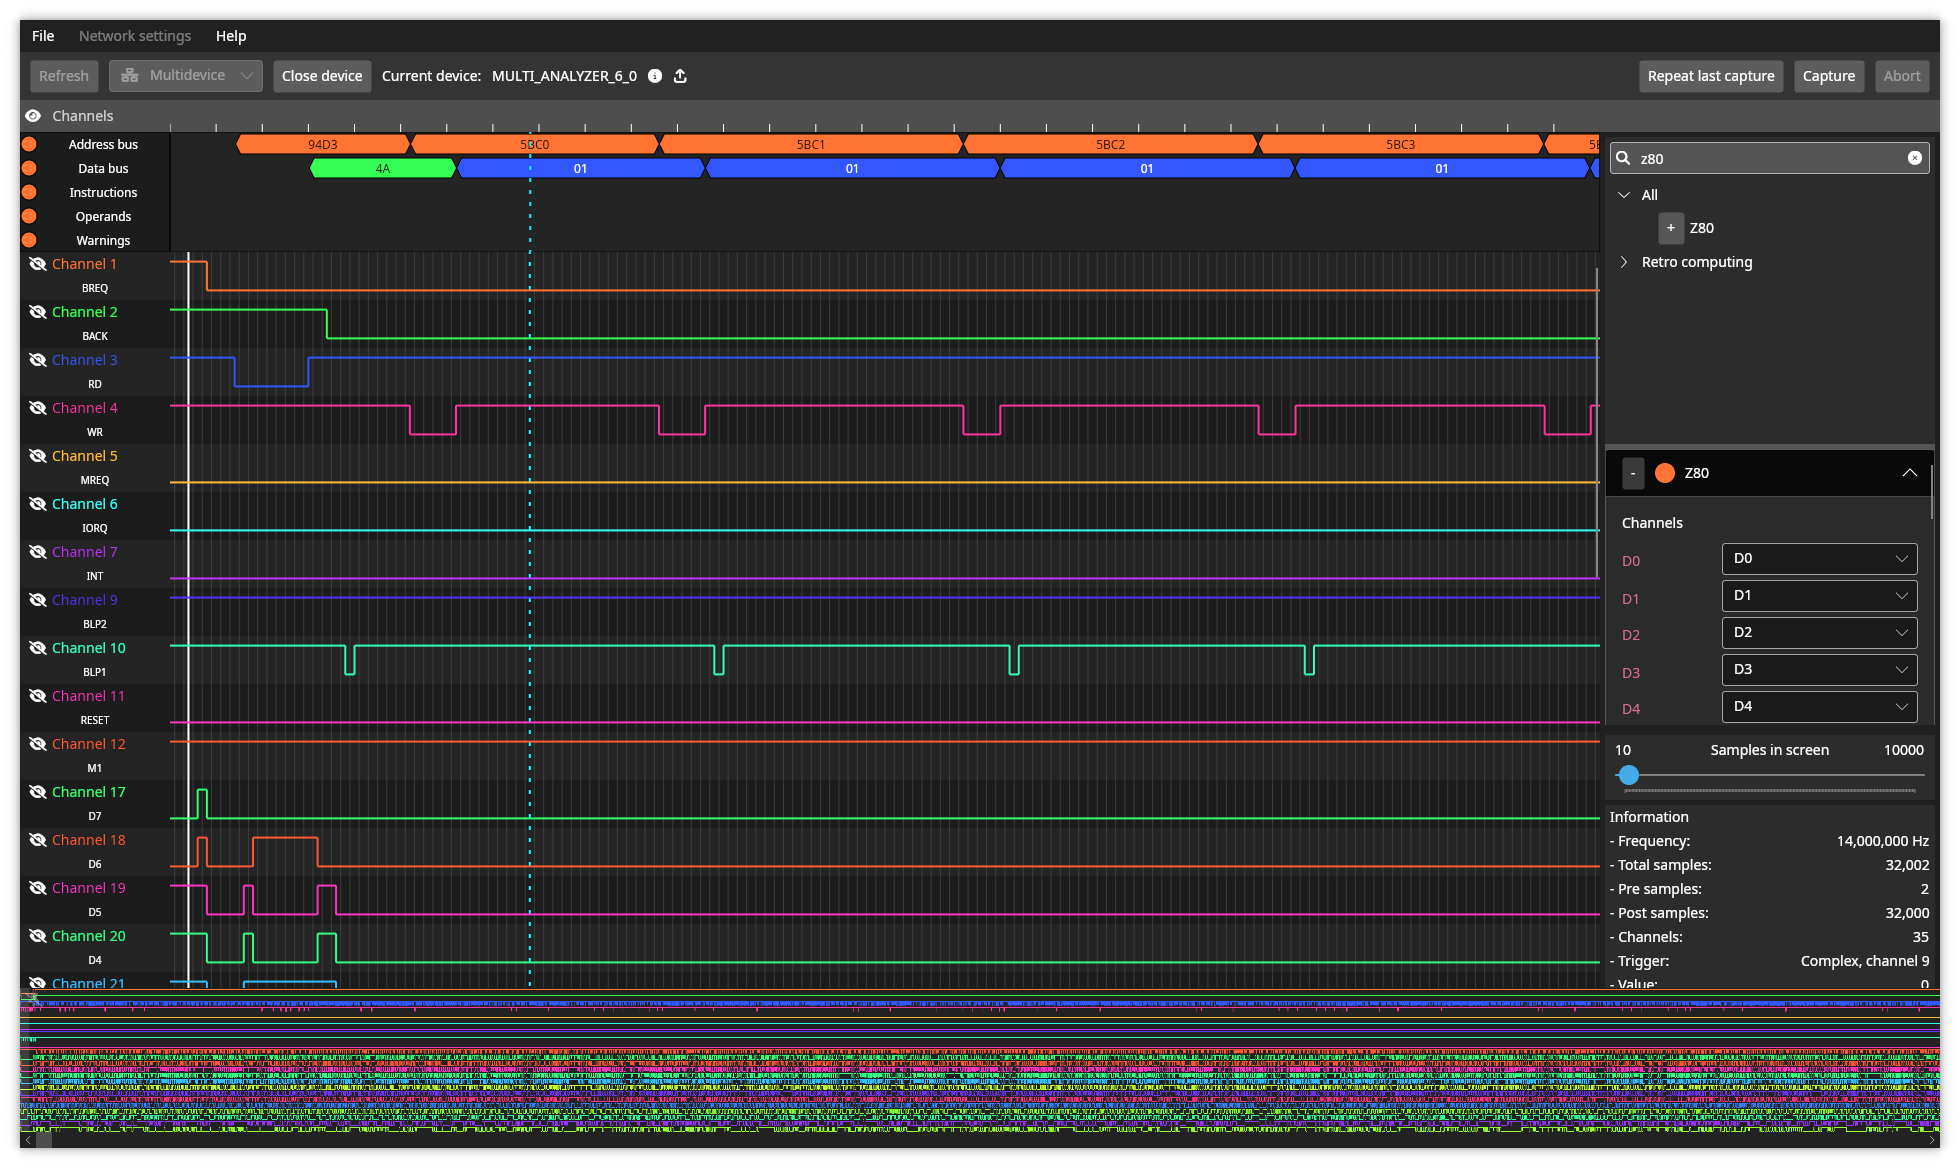 File Network settings Help
Refresh Multidevice Close device Current device: MULTI_ANALYZER_6_0 Repeat last capture Capture Abort
Channels
Address bus 94D3 5BC0 5BC1 5BC2 5BC3
Data bus 4A 01 01 01 01
Instructions
Operands
Warnings
Channel 1
BREQ
Channel 2
BACK
Channel 3
RD
Channel 4
WR
Channel 5
MREQ
Channel 6
IORQ
Channel 7
INT
Channel 9
BLP2
Channel 10
BLP1
Channel 11
RESET
Channel 12
M1
Channel 17
D7
Channel 18
D6
Channel 19
D5
Channel 20
D4
Channel 21
z80
All
+ Z80
Retro computing
- Z80
Channels
D0 D0
D1 D1
D2 D2
D3 D3
D4 D4
10 Samples in screen 10000
Information
- Frequency: 14,000,000 Hz
- Total samples: 32,002
- Pre samples: 2
- Post samples: 32,000
- Channels: 35
- Trigger: Complex, channel 9
- Value: 0